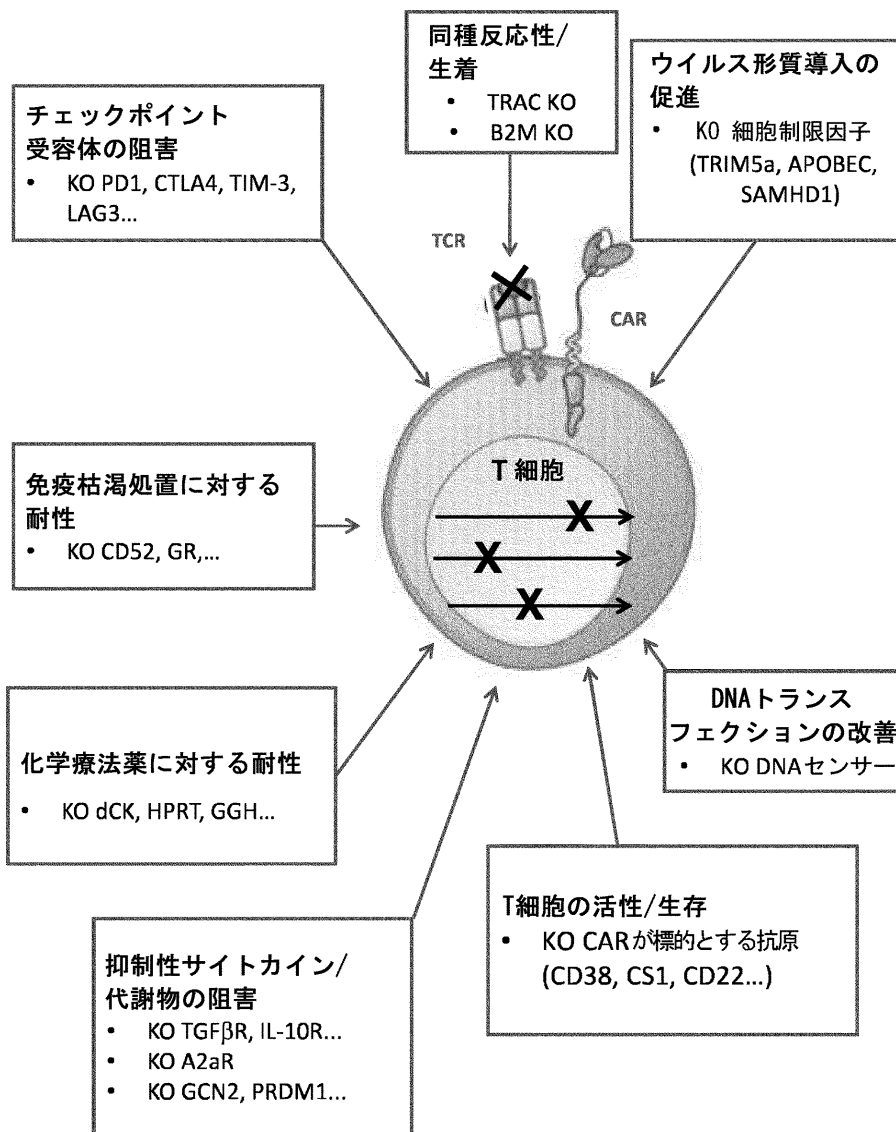 同種反応性/
生着
• TRAC KO
• B2M KO
ウイルス形質導入の
促進
• KO 細胞制限因子
(TRIM5a, APOBEC,
SAMHD1)
チェックポイント
受容体の阻害
• KO PD1, CTLA4, TIM-3,
LAG3...
TCR
CAR
T 細胞
免疫枯渇処置に対する
耐性
• KO CD52, GR,...
DNAトランス
フェクションの改善
• KO DNAセンサー
化学療法薬に対する耐性
• KO dCK, HPRT, GGH...
T細胞の活性/生存
• KO CARが標的とする抗原
(CD38, CS1, CD22...)
抑制性サイトカイン/
代謝物の阻害
• KO TGFβR, IL-10R...
• KO A2aR
• KO GCN2, PRDM1...